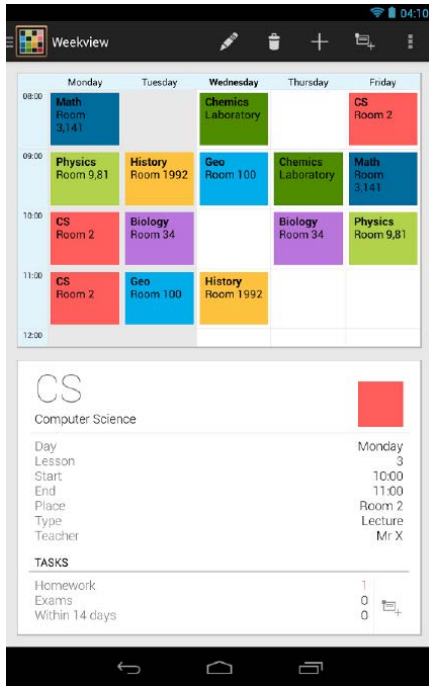 04:10
Weekview
Monday Tuesday Wednesday Thursday Friday
08:00
Math
Room
3,141
Chemics
Laboratory
CS
Room 2
09:00
Physics
Room 9,81
History
Room 1992
Geo
Room 100
Chemics
Laboratory
Math
Room
3,141
10:00
CS
Room 2
Biology
Room 34
Biology
Room 34
Physics
Room 9,81
11:00
CS
Room 2
Geo
Room 100
History
Room 1992
12:00
CS
Computer Science
Day Monday
Lesson 3
Start 10:00
End 11:00
Place Room 2
Type Lecture
Teacher Mr X
TASKS
Homework 1
Exams 0
Within 14 days 0